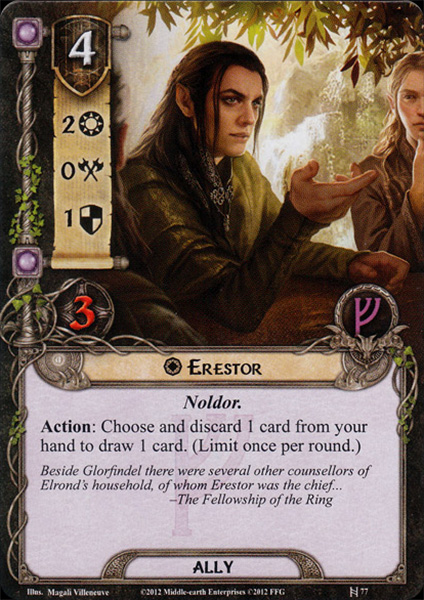 4
2
0
1
3
Erestor
Noldor.
Action: Choose and discard 1 card from your
hand to draw 1 card. (Limit once per round.)
Beside Glorfindel there were several other counsellors of
Elrond's household, of whom Erestor was the chief...
–The Fellowship of the Ring
ALLY
Illus. Magali Villeneuve ©2012 Middle-earth Enterprises ©2012 FFG 77